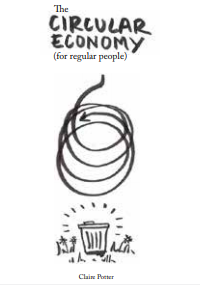 The
CIRCULAR
ECONOMY
(for regular people)
Claire Potter